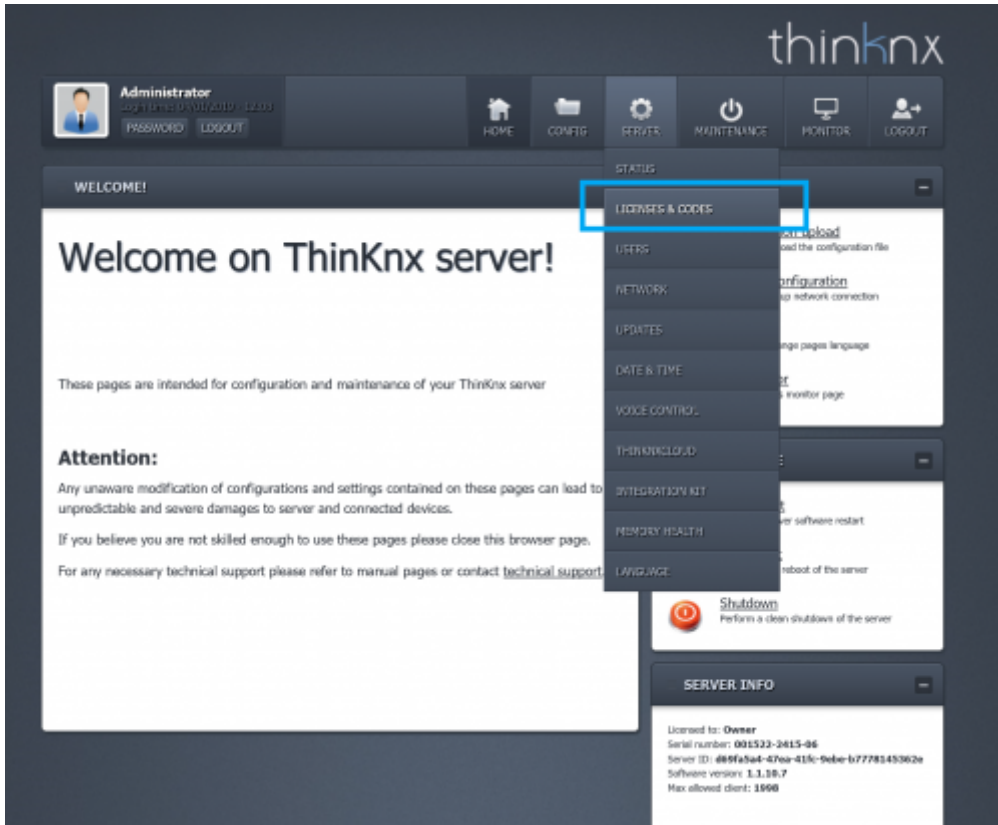 thinknx
Administrator
PASSWORD LOGOUT
HOME
CONFIG
SERVER
MAINTENANCE
MONITOR
LOGOUT
STATUS
LICENSES & CODES
USERS
NETWORK
UPDATES
DATE & TIME
VOICE CONTROL
THINKNXCLOUD
INTEGRATION KIT
MEMORY HEALTH
LANGUAGE
WELCOME!
Welcome on ThinKnx server!
These pages are intended for configuration and maintenance of your ThinKnx server
Attention:
Any unaware modification of configurations and settings contained on these pages can lead to
unpredictable and severe damages to server and connected devices.
If you believe you are not skilled enough to use these pages please close this browser page.
For any necessary technical support please refer to manual pages or contact technical support.
upload
the configuration file
network connection
pages language
monitor page
software restart
reboot of the server
Shutdown
Perform a clean shutdown of the server
SERVER INFO
Licensed to: Owner
Serial number: 001522-2415-06
Server ID: d69fa5a4-47ea-41fc-9ebe-b7778145362e
Software version: 1.1.10.7
Max allowed client: 1998